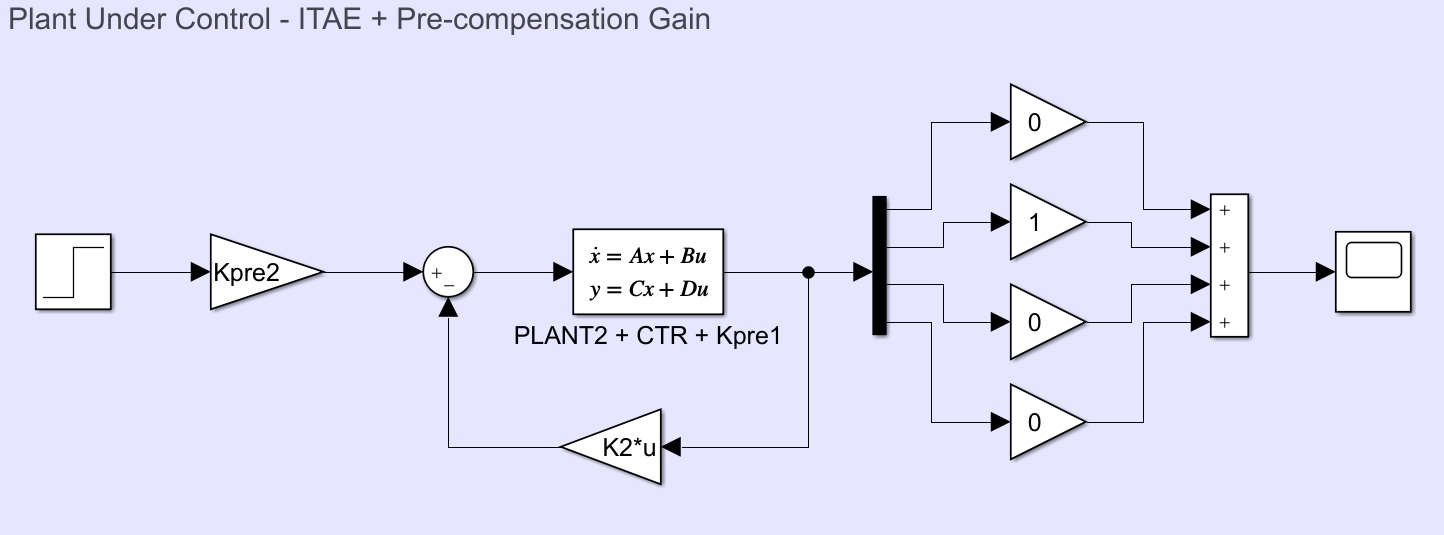 Plant Under Control - ITAE + Pre-compensation Gain
0
1
0
0
Kpre2
+
−
ẋ = Ax + Bu
y = Cx + Du
PLANT2 + CTR + Kpre1
K2*u
+
+
+
+